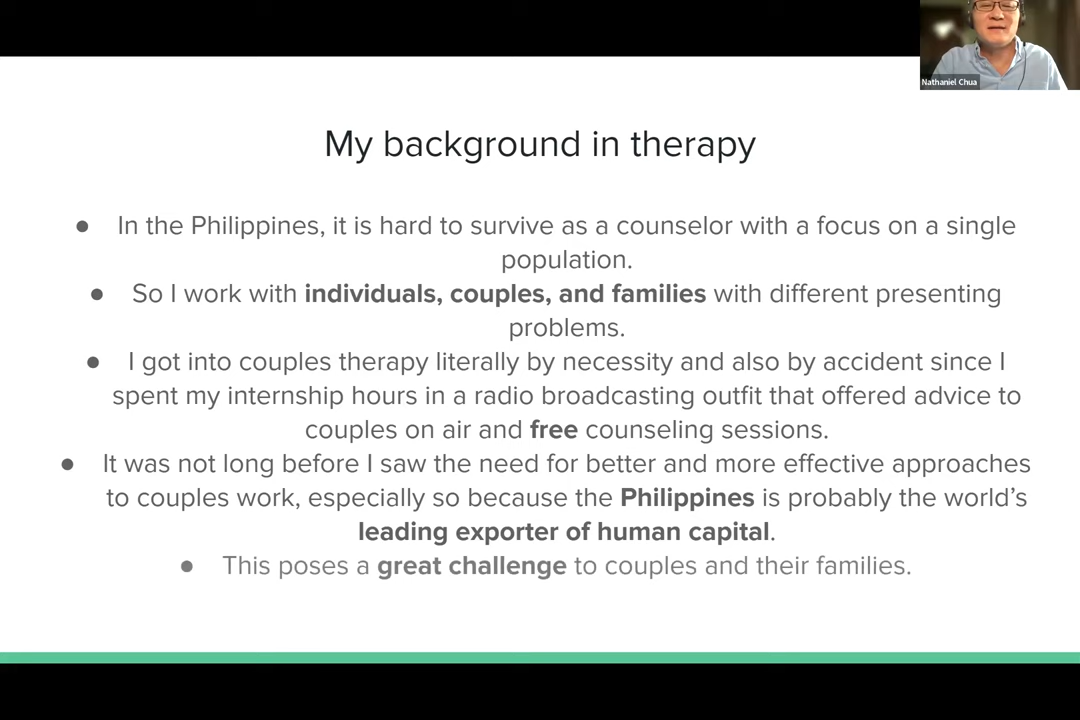 Nathaniel Chua
My background in therapy
● In the Philippines, it is hard to survive as a counselor with a focus on a single
population.
● So I work with individuals, couples, and families with different presenting
problems.
● I got into couples therapy literally by necessity and also by accident since I
spent my internship hours in a radio broadcasting outfit that offered advice to
couples on air and free counseling sessions.
● It was not long before I saw the need for better and more effective approaches
to couples work, especially so because the Philippines is probably the world's
leading exporter of human capital.
● This poses a great challenge to couples and their families.